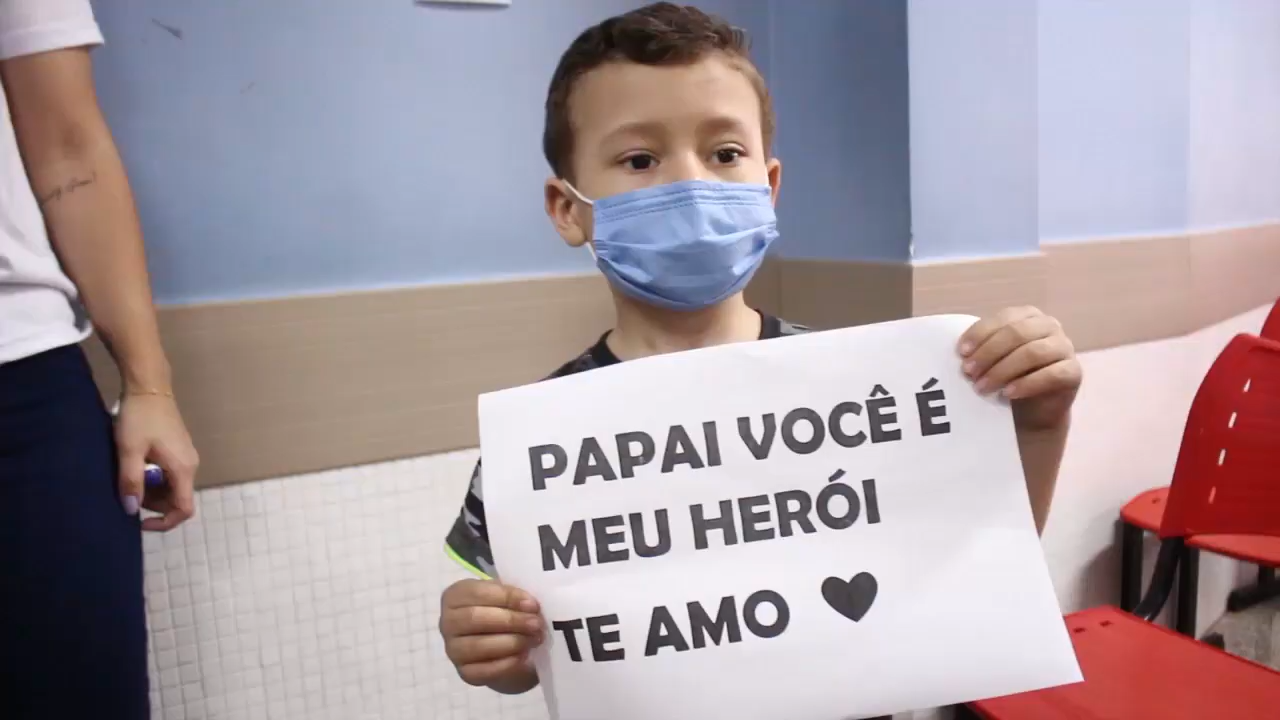 PAPAI VOCÊ É
MEU HERÓI
TE AMO ♥